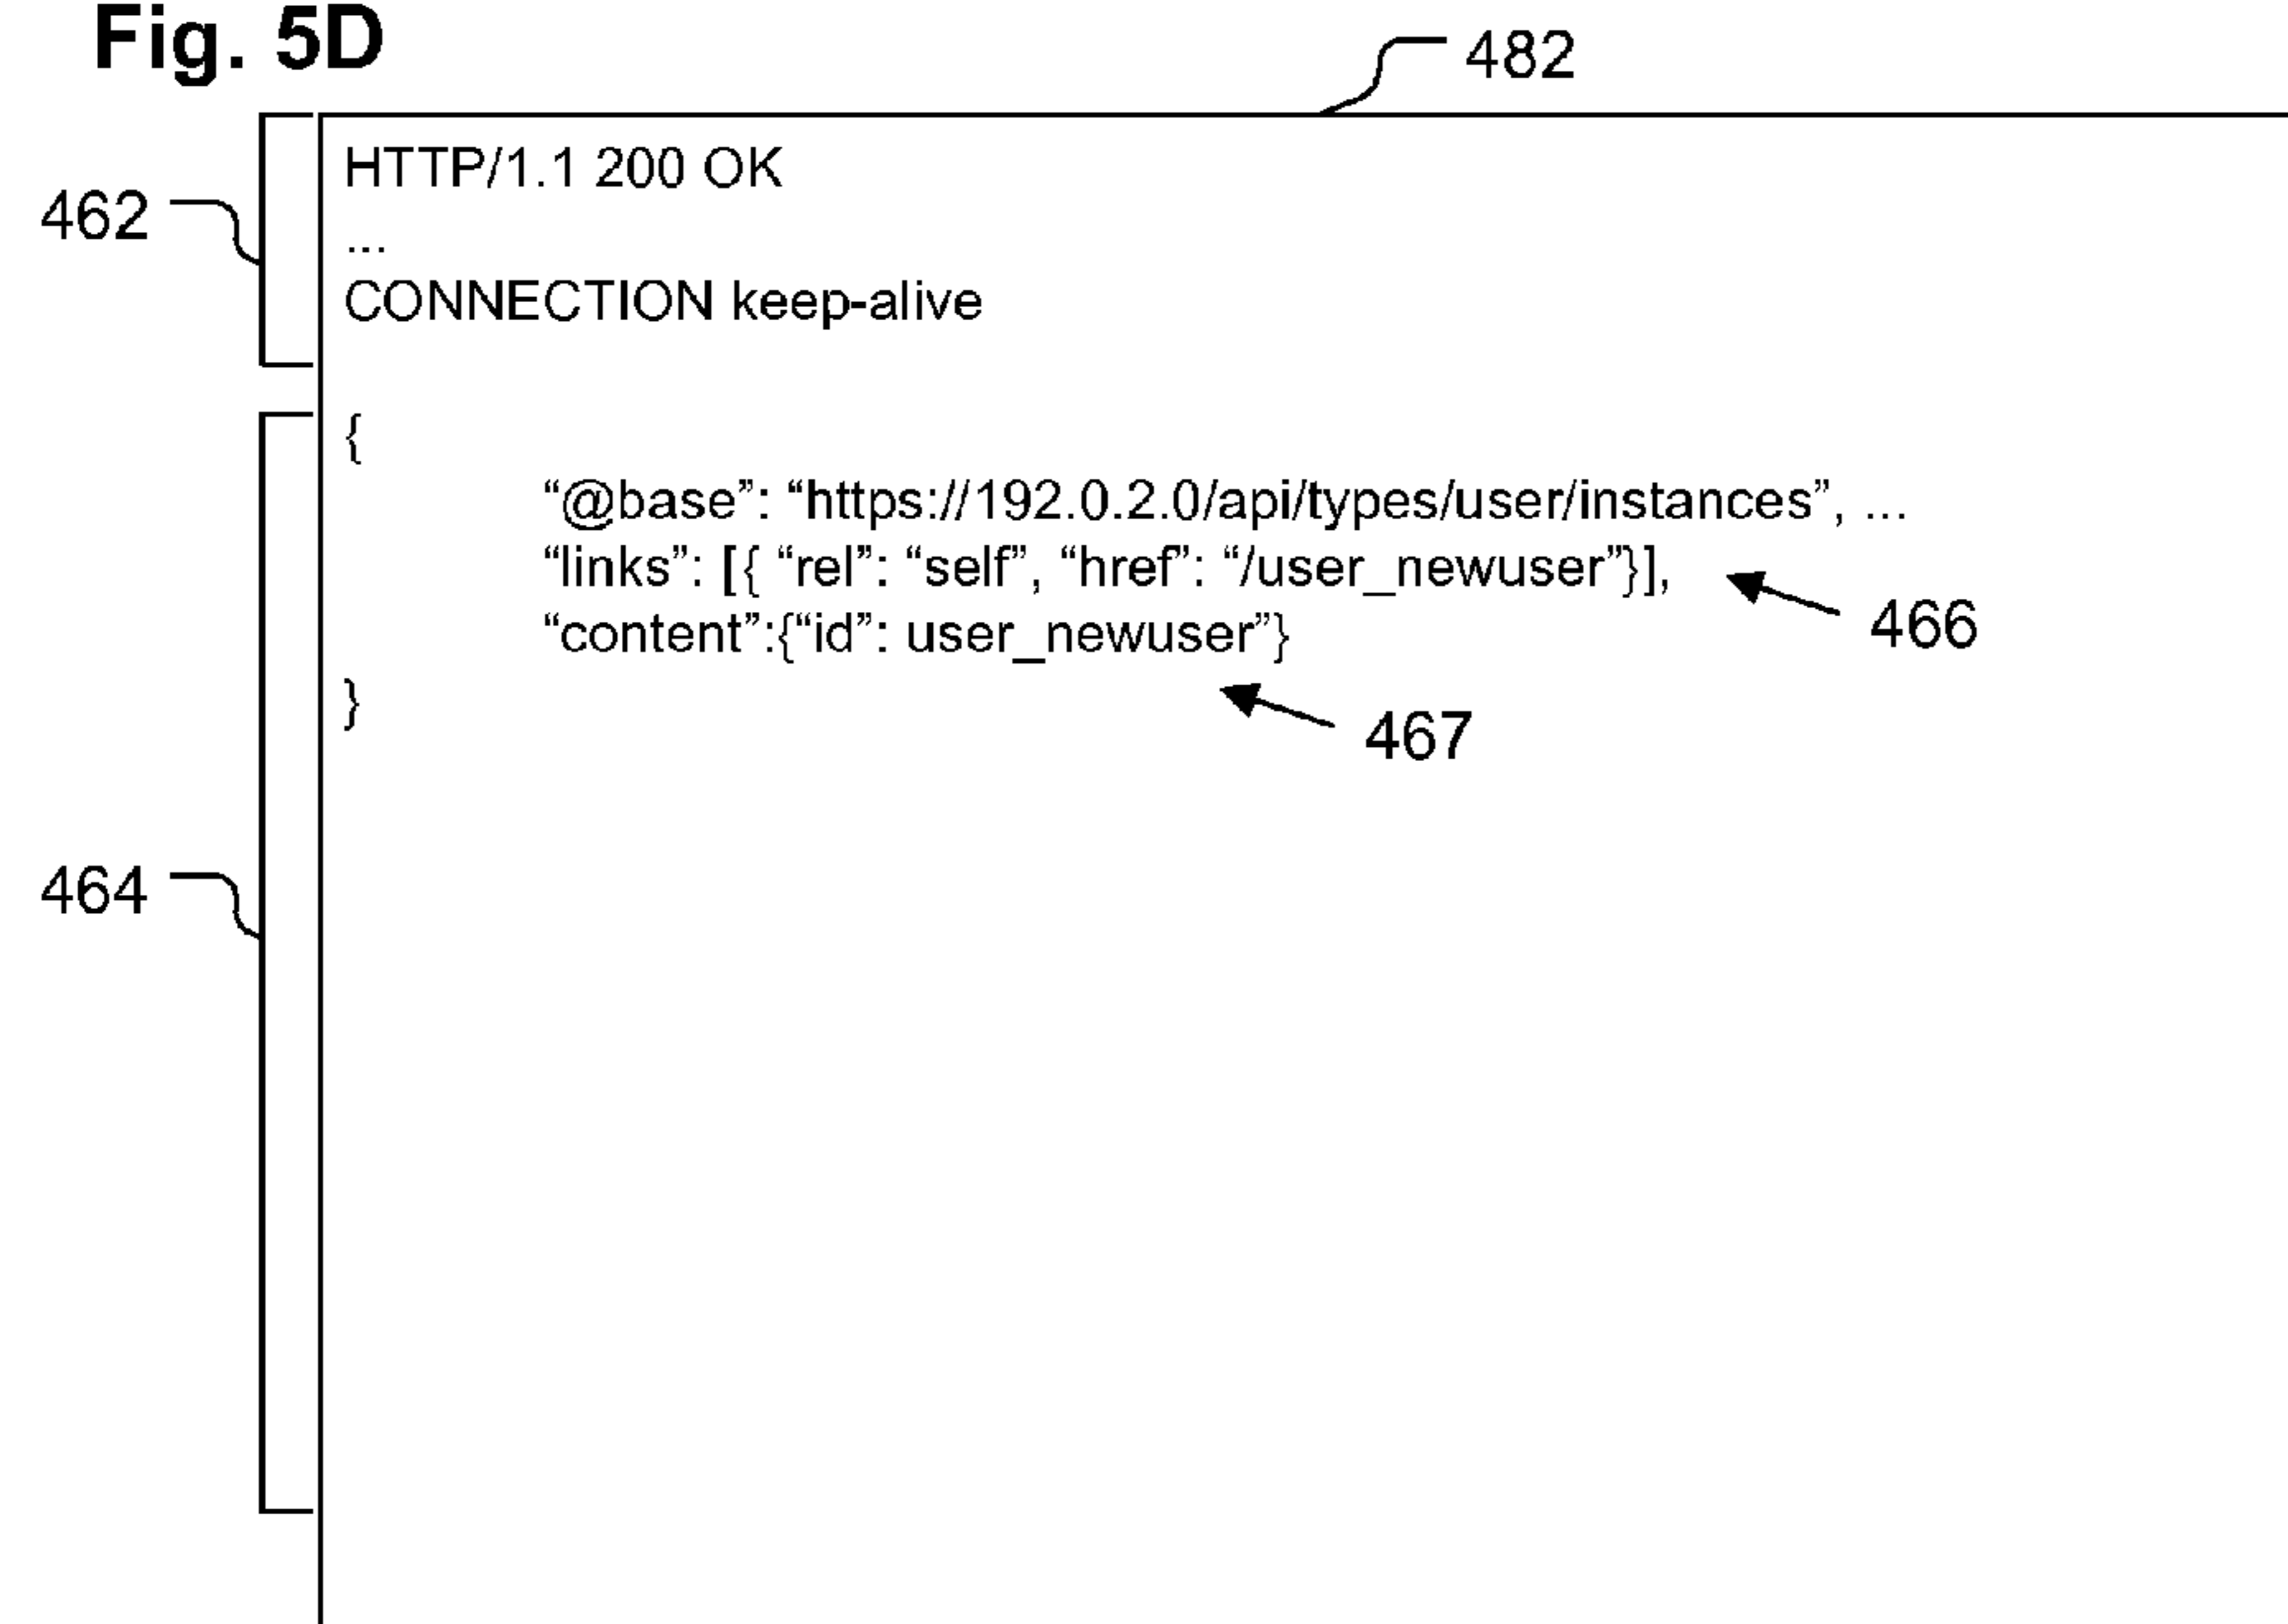 Fig. 5D
482
HTTP/1.1 200 OK
462
...
CONNECTION keep-alive
{
“@base”: “https://192.0.2.0/api/types/user/instances”, ...
“links”: [{ “rel”: “self”, “href”: “/user_newuser”}],
466
“content”:{“id”: user_newuser”}
}
467
464